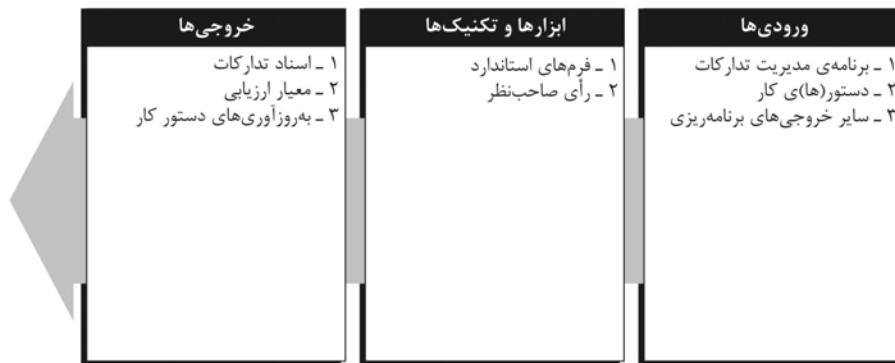 ورودی‌ها
۱ ـ برنامه‌ی مدیریت تدارکات
۲ ـ دستور(ها)ی کار
۳ ـ سایر خروجی‌های برنامه‌ریزی
ابزارها و تکنیک‌ها
۱ ـ فرم‌های استاندارد
۲ ـ رأی صاحب‌نظر
خروجی‌ها
۱ ـ اسناد تدارکات
۲ ـ معیار ارزیابی
۳ ـ به‌روزآوری‌های دستور کار